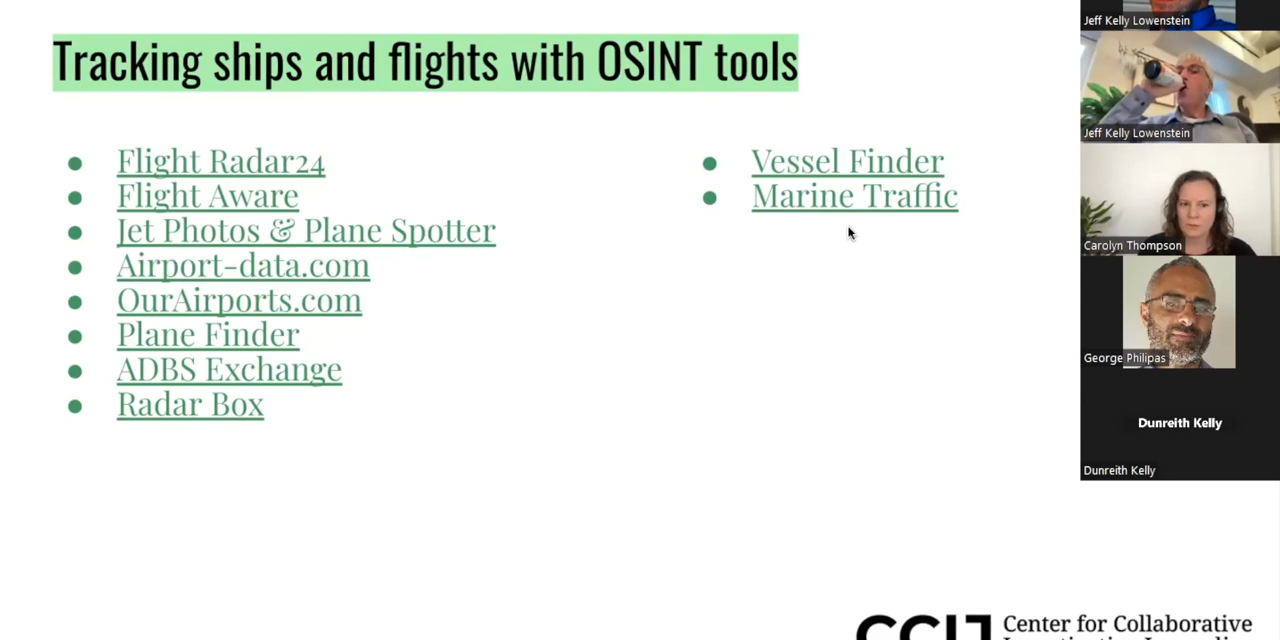 Tracking ships and flights with OSINT tools
Flight Radar24
Flight Aware
Jet Photos & Plane Spotter
Airport-data.com
OurAirports.com
Plane Finder
ADBS Exchange
Radar Box
Vessel Finder
Marine Traffic
Jeff Kelly Lowenstein
Jeff Kelly Lowenstein
Carolyn Thompson
George Philipas
Dunreith Kelly
Dunreith Kelly
CCIJ
Center for Collaborative